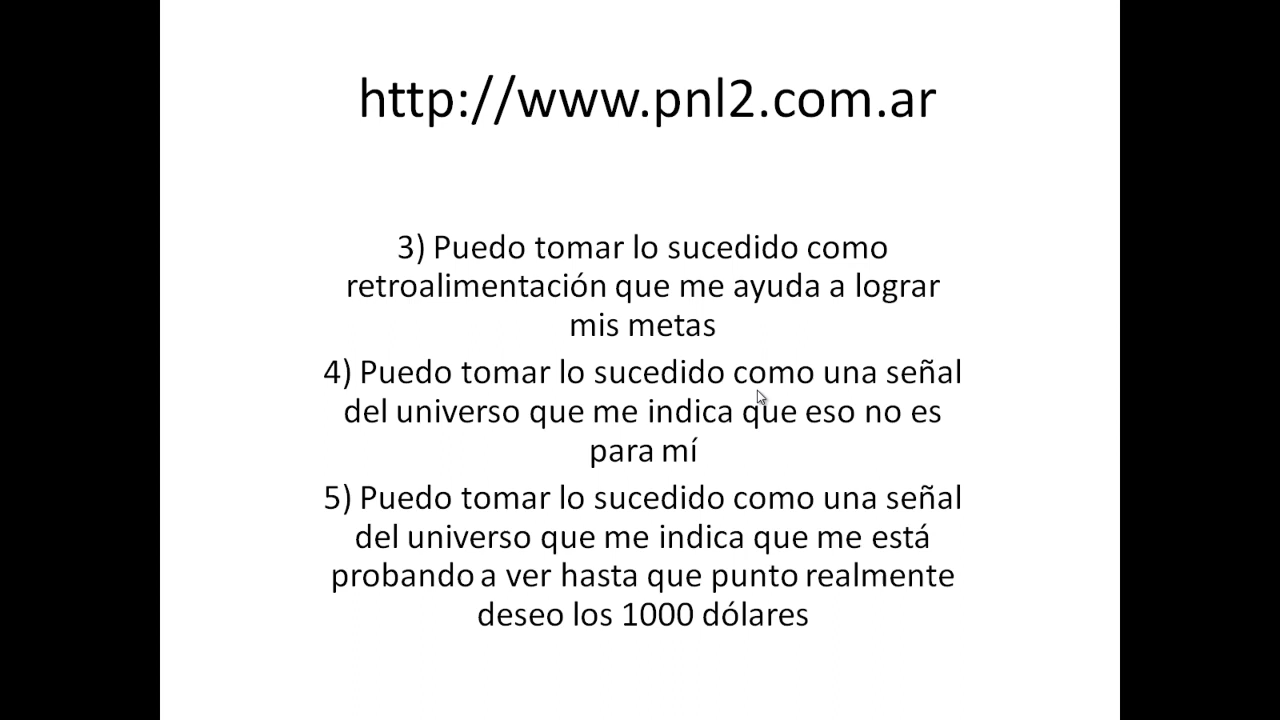 http://www.pnl2.com.ar
3) Puedo tomar lo sucedido como
retroalimentación que me ayuda a lograr
mis metas
4) Puedo tomar lo sucedido como una señal
del universo que me indica que eso no es
para mí
5) Puedo tomar lo sucedido como una señal
del universo que me indica que me está
probando a ver hasta que punto realmente
deseo los 1000 dólares